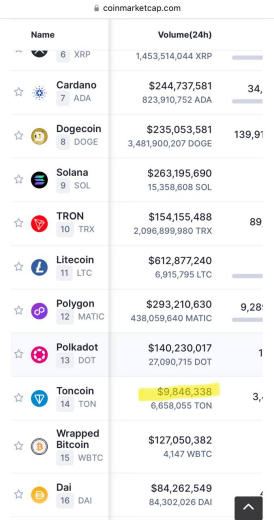 coinmarketcap.com
Name Volume(24h)
6 XRP 1,453,514,044 XRP
Cardano $244,737,581 34,
7 ADA 823,910,752 ADA
Dogecoin $235,053,581 139,91
8 DOGE 3,481,900,207 DOGE
Solana $263,195,690
9 SOL 15,358,608 SOL
TRON $154,155,488 89
10 TRX 2,096,899,980 TRX
Litecoin $612,877,240
11 LTC 6,915,795 LTC
Polygon $293,210,630 9,28
12 MATIC 438,059,640 MATIC
Polkadot $140,230,017 1
13 DOT 27,090,715 DOT
Toncoin $9,846,338 3,
14 TON 6,658,055 TON
Wrapped
Bitcoin $127,050,382
15 WBTC 4,147 WBTC
Dai $84,262,549
16 DAI 84,302,026 DAI